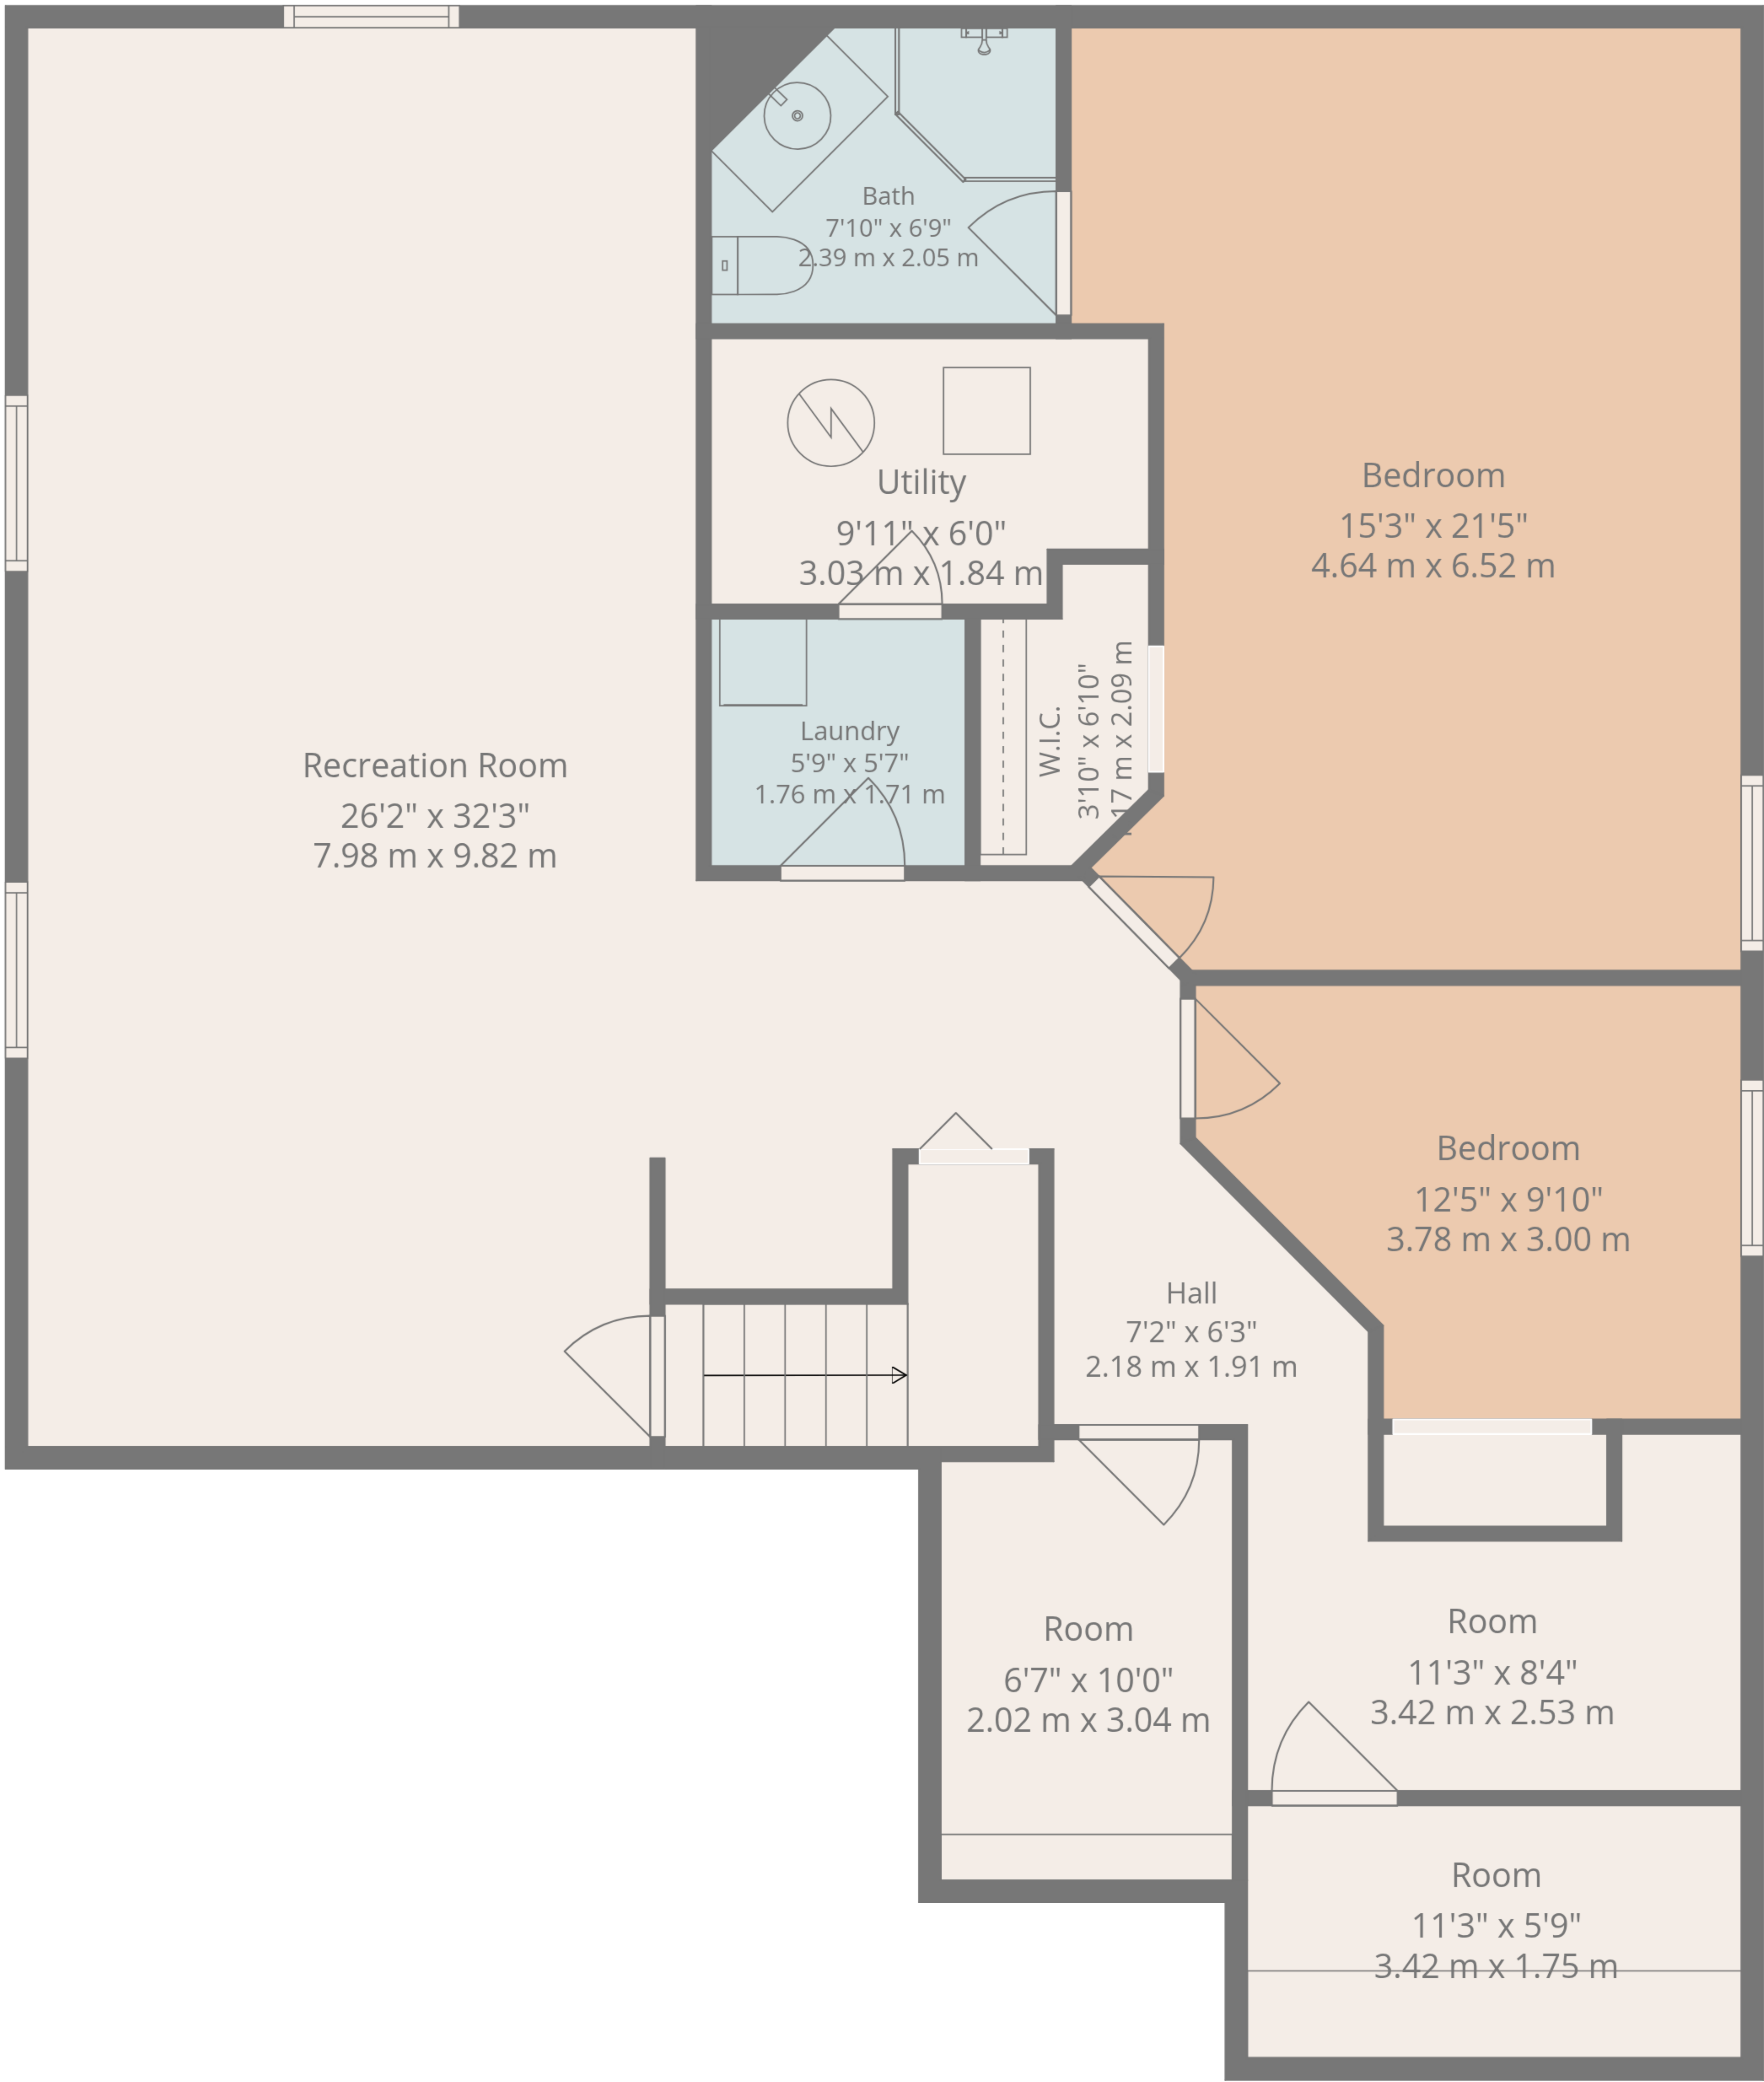 Bath
7'10" x 6'9"
2.39 m x 2.05 m
Utility
9'11" x 6'0"
3.03 m x 1.84 m
Bedroom
15'3" x 21'5"
4.64 m x 6.52 m
Recreation Room
26'2" x 32'3"
7.98 m x 9.82 m
Laundry
5'9" x 5'7"
1.76 m x 1.71 m
W.I.C.
3'10" x 6'10"
1.17 m x 2.09 m
Bedroom
12'5" x 9'10"
3.78 m x 3.00 m
Hall
7'2" x 6'3"
2.18 m x 1.91 m
Room
6'7" x 10'0"
2.02 m x 3.04 m
Room
11'3" x 8'4"
3.42 m x 2.53 m
Room
11'3" x 5'9"
3.42 m x 1.75 m